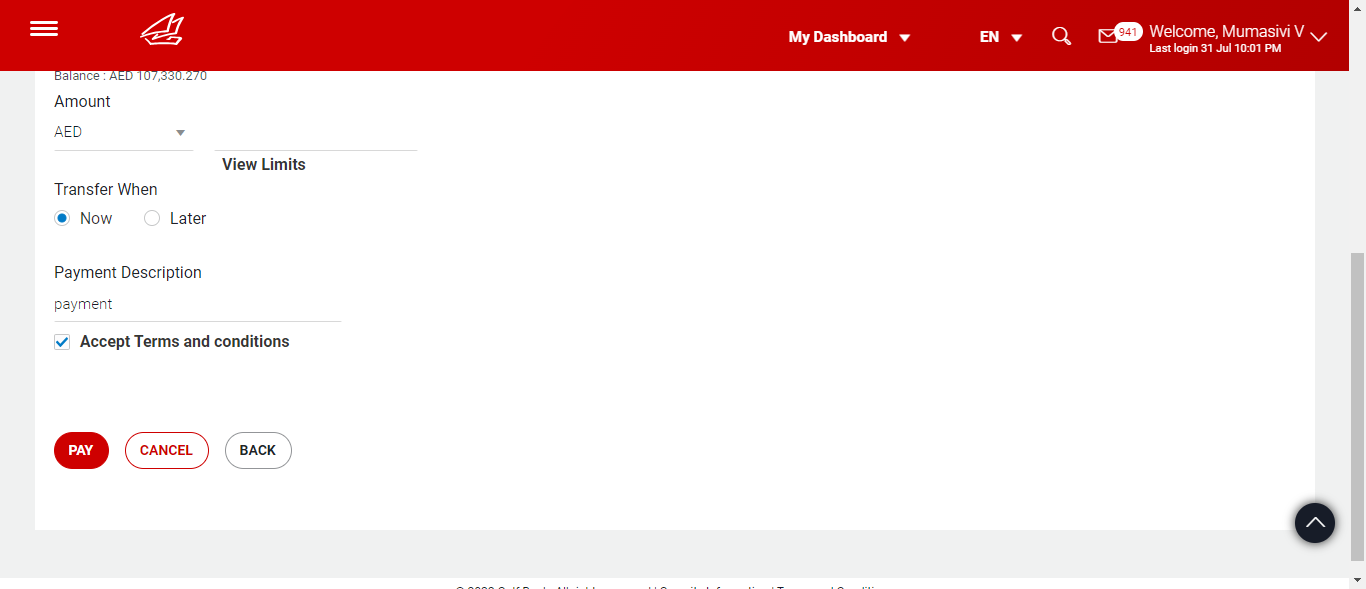 My Dashboard
EN
941
Welcome, Mumasivi V
Last login 31 Jul 10:01 PM
Balance : AED 107,330.270
Amount
AED
View Limits
Transfer When
Now
Later
Payment Description
payment
Accept Terms and conditions
PAY
CANCEL
BACK